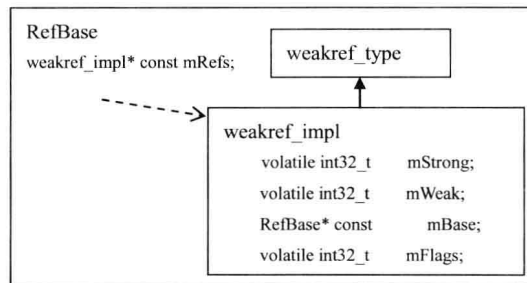 RefBase
weakref_impl* const mRefs;
weakref_type
weakref_impl
volatile int32_t mStrong;
volatile int32_t mWeak;
RefBase* const mBase;
volatile int32_t mFlags;